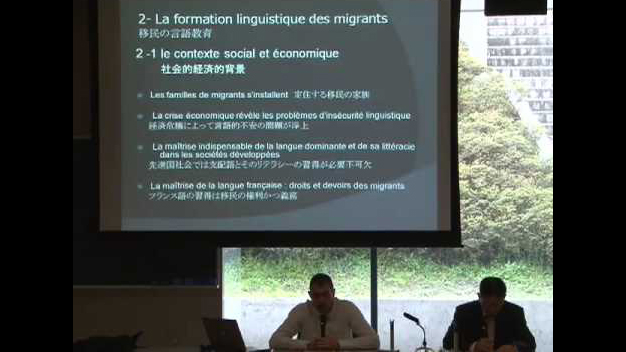 2- La formation linguistique des migrants
移民の言語教育
2 -1 le contexte social et économique
社会的経済的背景
Les familles de migrants s'installent 定住する移民の家族
La crise économique révèle les problèmes d'insécurité linguistique
経済危機によって言語的不安の問題が浮上
La maîtrise indispensable de la langue dominante et de sa littéracie
dans les sociétés développées
先進国社会では支配語とそのリテラシーの習得が必要不可欠
La maîtrise de la langue française : droits et devoirs des migrants
フランス語の習得は移民の権利かつ義務